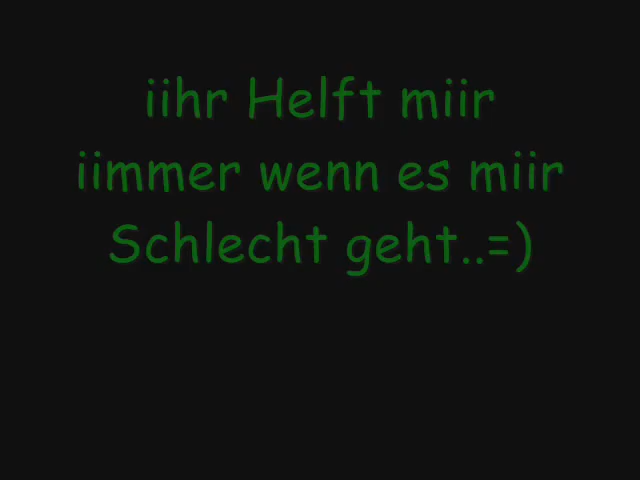 iihr Helft miir
iimmer wenn es miir
Schlecht geht..=)